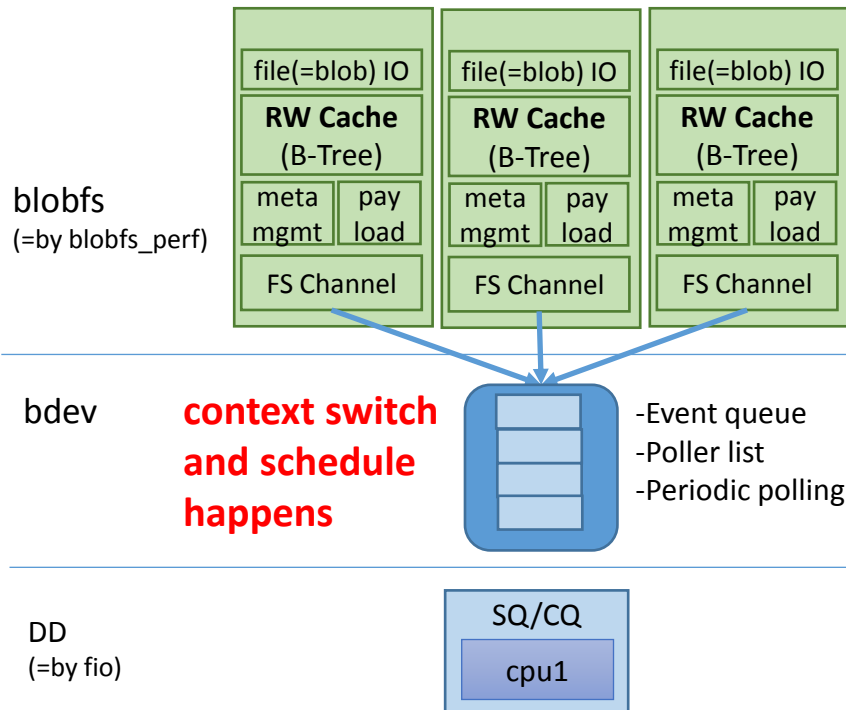 file(=blob) IO
RW Cache
(B-Tree)
meta
mgmt
pay
load
FS Channel
file(=blob) IO
RW Cache
(B-Tree)
meta
mgmt
pay
load
FS Channel
file(=blob) IO
RW Cache
(B-Tree)
meta
mgmt
pay
load
FS Channel
blobfs
(=by blobfs_perf)
bdev
context switch
and schedule
happens
-Event queue
-Poller list
-Periodic polling
DD
(=by fio)
SQ/CQ
cpu1